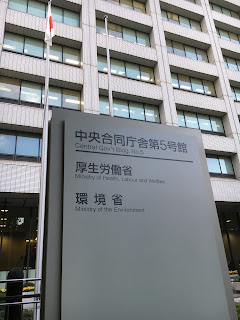 中央合同庁舎第5号館
Central Gov't Bldg. No.5
厚生労働省
Ministry of Health, Labour and Welfare
環境省
Ministry of the Environment